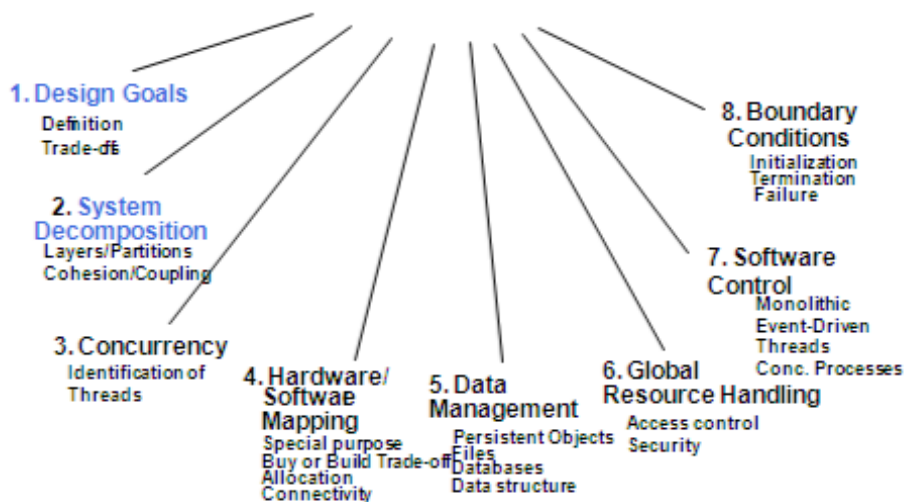 1. Design Goals
Definition
Trade-offs
2. System
Decomposition
Layers/Partitions
Cohesion/Coupling
3. Concurrency
Identification of
Threads
4. Hardware/
Software
Mapping
Special purpose
Buy or Build Trade-off
Allocation
Connectivity
5. Data
Management
Persistent Objects
Files
Databases
Data structure
6. Global
Resource Handling
Access control
Security
7. Software
Control
Monolithic
Event-Driven
Threads
Conc. Processes
8. Boundary
Conditions
Initialization
Termination
Failure